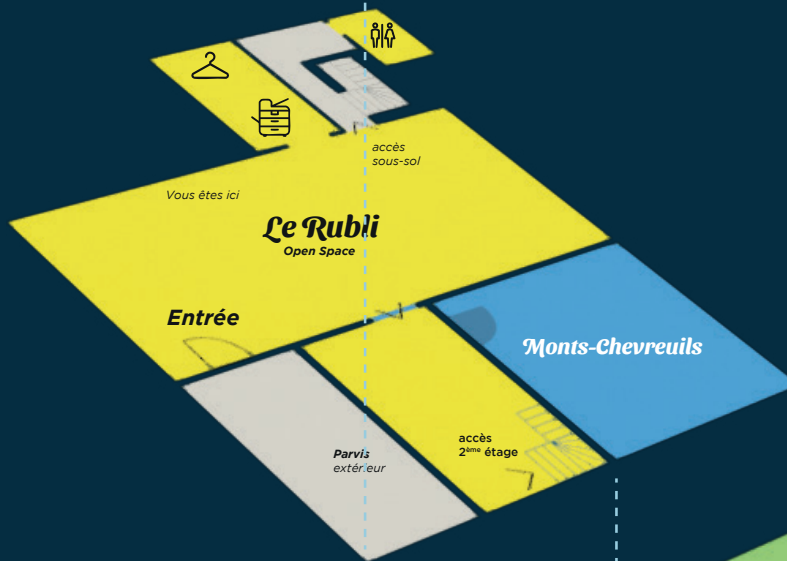 accès
sous-sol
Vous êtes ici
Le Rubli
Open Space
Entrée
Monts-Chevreuils
accès
2ème étage
Parvis
extérieur